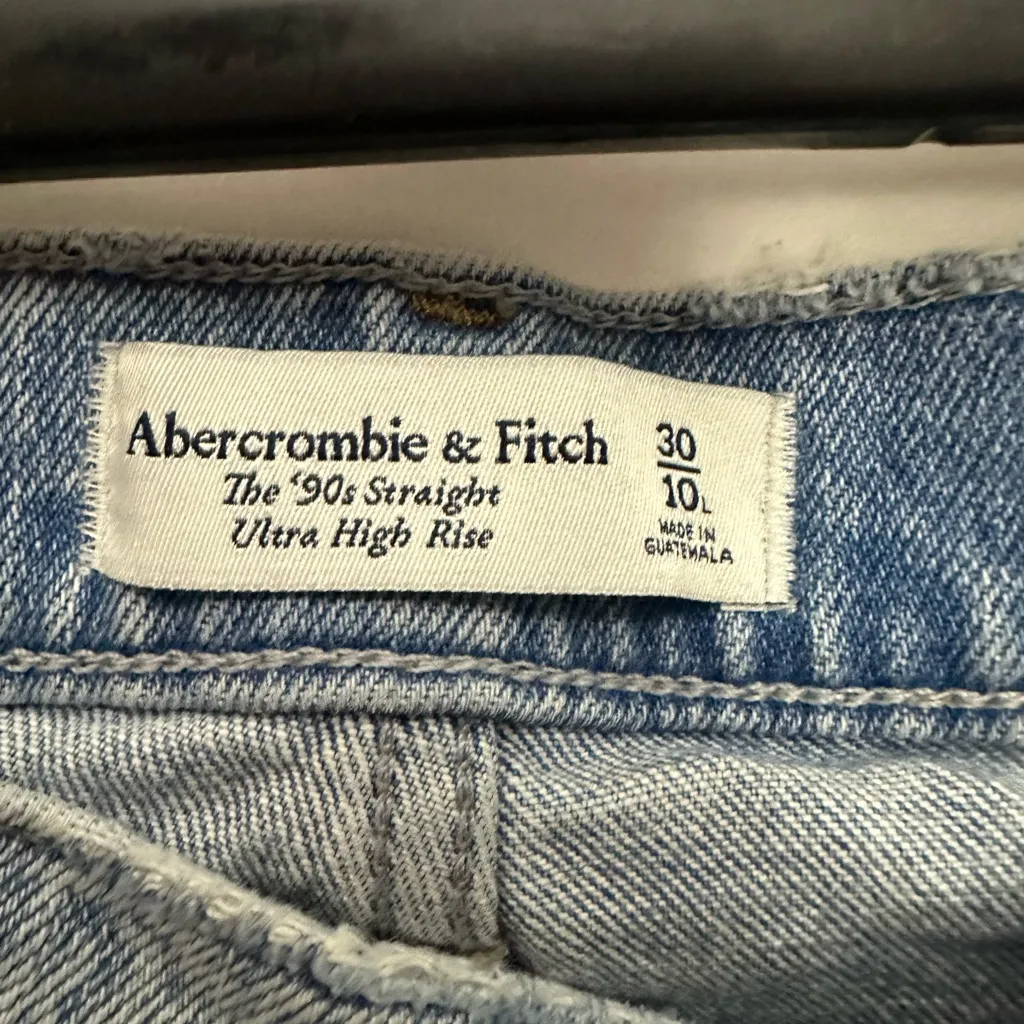 Abercrombie & Fitch
The ‘90s Straight
Ultra High Rise
30
10L
MADE IN
GUATEMALA